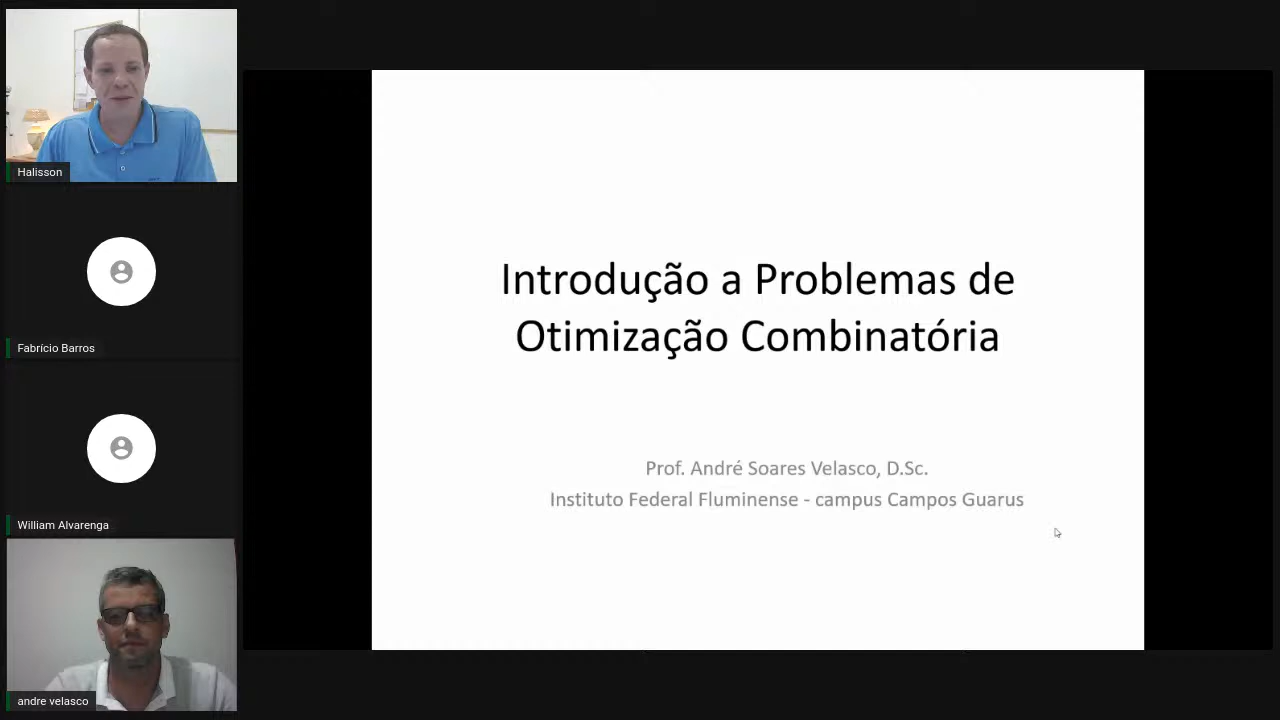 Halisson
Fabrício Barros
William Alvarenga
andre velasco
Introdução a Problemas de
Otimização Combinatória
Prof. André Soares Velasco, D.Sc.
Instituto Federal Fluminense - campus Campos Guarus